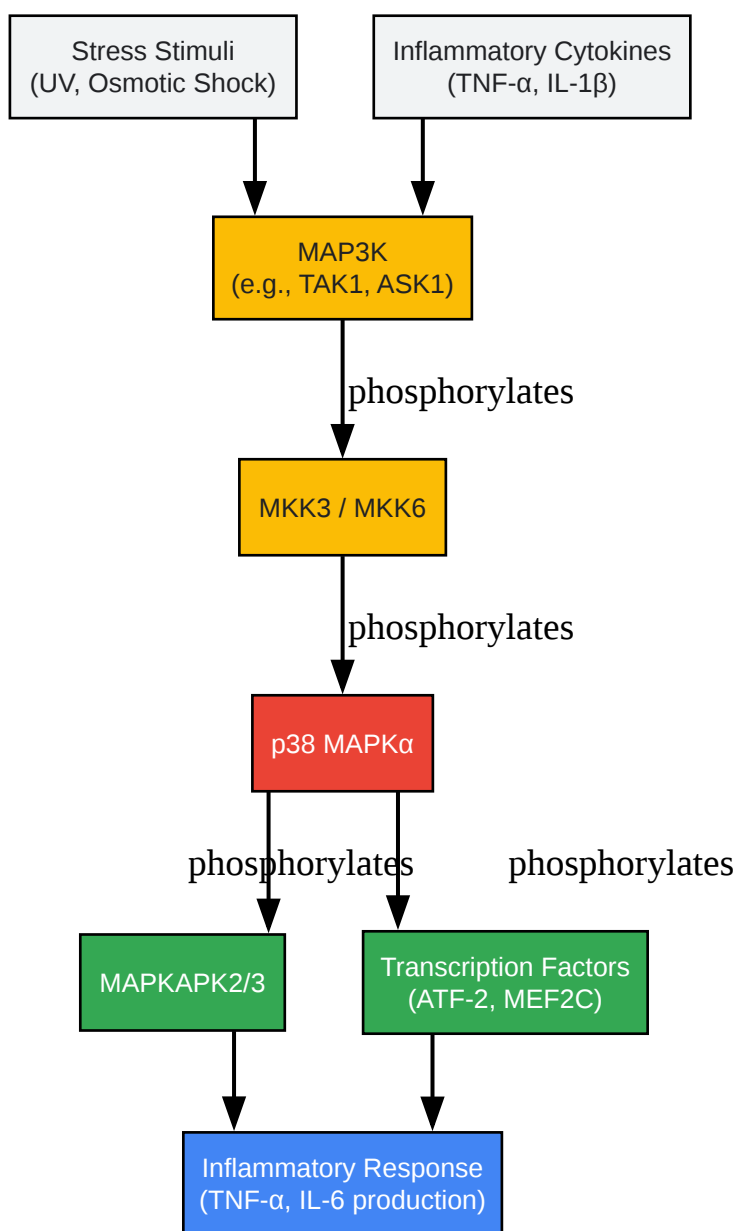 Stress Stimuli
(UV, Osmotic Shock)
Inflammatory Cytokines
(TNF-α, IL-1β)
MAP3K
(e.g., TAK1, ASK1)
phosphorylates
MKK3 / MKK6
phosphorylates
p38 MAPKα
phosphorylates
phosphorylates
MAPKAPK2/3
Transcription Factors
(ATF-2, MEF2C)
Inflammatory Response
(TNF-α, IL-6 production)